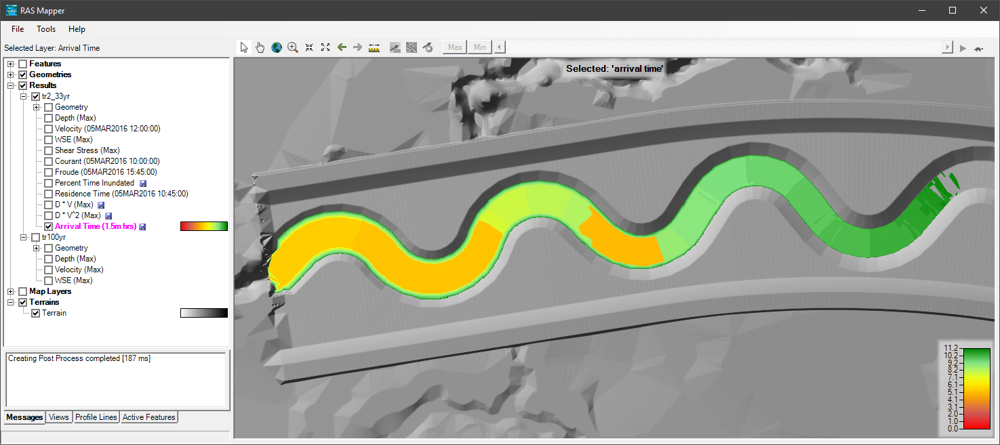 RAS Mapper
File Tools Help
Selected Layer: Arrival Time
Max Min
Features
Geometries
Results
tr2_33yr
Geometry
Depth (Max)
Velocity (05MAR2016 12:00:00)
WSE (Max)
Shear Stress (Max)
Courant (05MAR2016 10:00:00)
Froude (05MAR2016 15:45:00)
Percent Time Inundated
Residence Time (05MAR2016 10:45:00)
D * V (Max)
D * V^2 (Max)
Arrival Time (1.5m hrs)
tr100yr
Geometry
Depth (Max)
Velocity (Max)
WSE (Max)
Map Layers
Terrains
Terrain
Creating Post Process completed [187 ms]
Messages Views Profile Lines Active Features
Selected: 'arrival time'
11.2
10.2
9.2
8.2
7.1
6.1
5.1
4.1
3.1
2.0
1.0
0.0